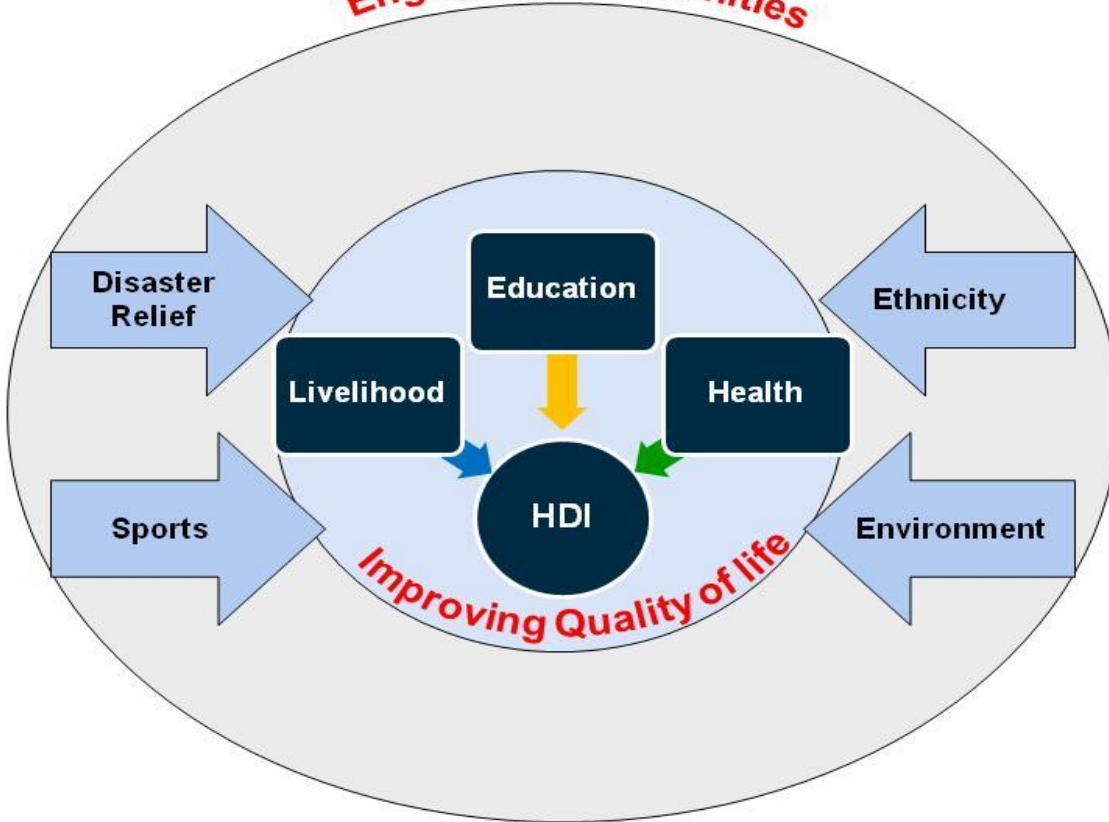 Disaster
Relief
Education
Ethnicity
Livelihood
Health
HDI
Sports
Environment
Improving Quality of life